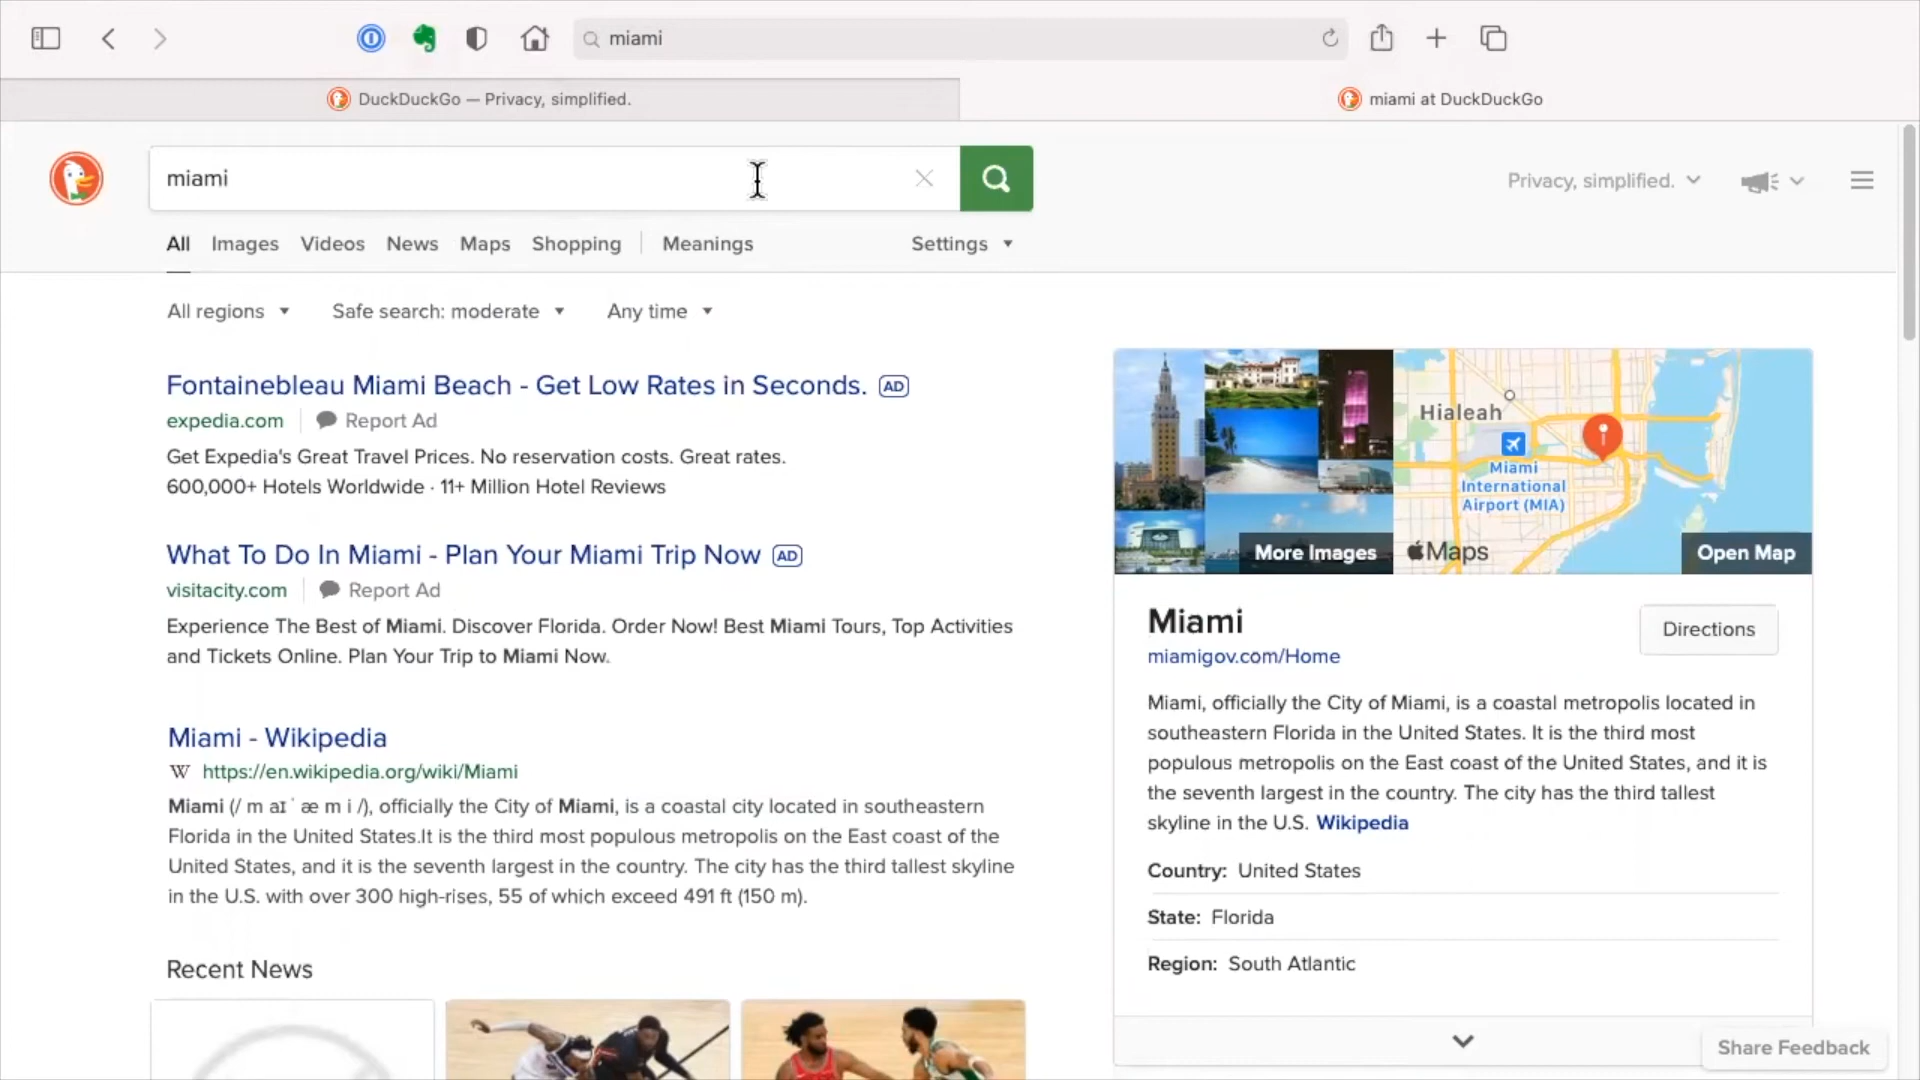 miami
DuckDuckGo — Privacy, simplified.
miami at DuckDuckGo
miami
Privacy, simplified.
All Images Videos News Maps Shopping Meanings Settings
All regions Safe search: moderate Any time
Fontainebleau Miami Beach - Get Low Rates in Seconds. AD
expedia.com Report Ad
Get Expedia's Great Travel Prices. No reservation costs. Great rates.
600,000+ Hotels Worldwide · 11+ Million Hotel Reviews
What To Do In Miami - Plan Your Miami Trip Now AD
visitacity.com Report Ad
Experience The Best of Miami. Discover Florida. Order Now! Best Miami Tours, Top Activities
and Tickets Online. Plan Your Trip to Miami Now.
Miami - Wikipedia
W https://en.wikipedia.org/wiki/Miami
Miami (/ m aɪ ˈ æ m i /), officially the City of Miami, is a coastal city located in southeastern
Florida in the United States.It is the third most populous metropolis on the East coast of the
United States, and it is the seventh largest in the country. The city has the third tallest skyline
in the U.S. with over 300 high-rises, 55 of which exceed 491 ft (150 m).
Recent News
Hialeah
Miami
International
Airport (MIA)
More Images
Maps
Open Map
Miami
Directions
miamigov.com/Home
Miami, officially the City of Miami, is a coastal metropolis located in
southeastern Florida in the United States. It is the third most
populous metropolis on the East coast of the United States, and it is
the seventh largest in the country. The city has the third tallest
skyline in the U.S. Wikipedia
Country: United States
State: Florida
Region: South Atlantic
Share Feedback